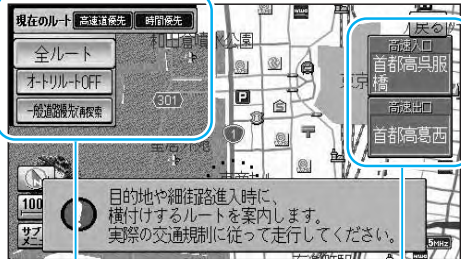 現在のルート 高速道優先 時間優先
全ルート
オートリルートOFF
一般道路優先で再探索
和田倉噴水公園
301
P
1
戻る
高速入口
首都高呉服橋
高速出口
首都高葛西
東京
目的地や細街路進入時に、
横付けするルートを案内します。
実際の交通規制に従って走行してください。
100
サブ
メニュー
5MHz